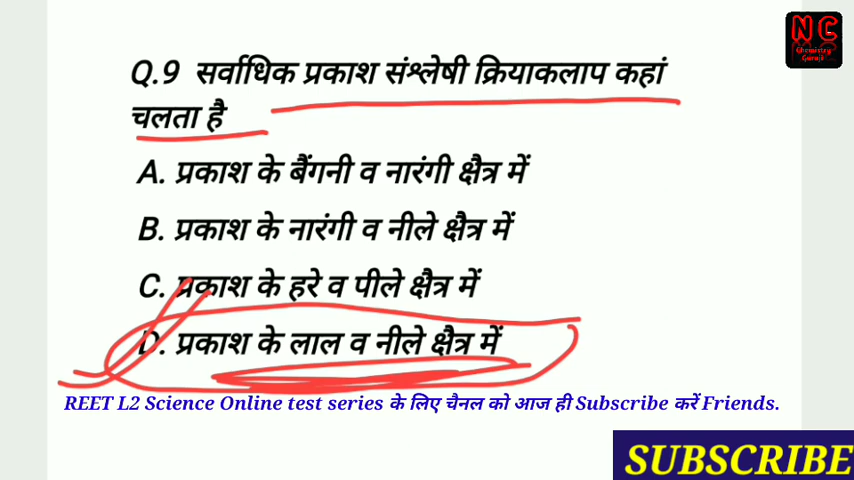 NC
Chemistry
Guruji
Q.9 सर्वाधिक प्रकाश संश्लेषी क्रियाकलाप कहां
चलता है
A. प्रकाश के बैंगनी व नारंगी क्षैत्र में
B. प्रकाश के नारंगी व नीले क्षैत्र में
C. प्रकाश के हरे व पीले क्षैत्र में
D. प्रकाश के लाल व नीले क्षैत्र में
REET L2 Science Online test series के लिए चैनल को आज ही Subscribe करें Friends.
SUBSCRIBE